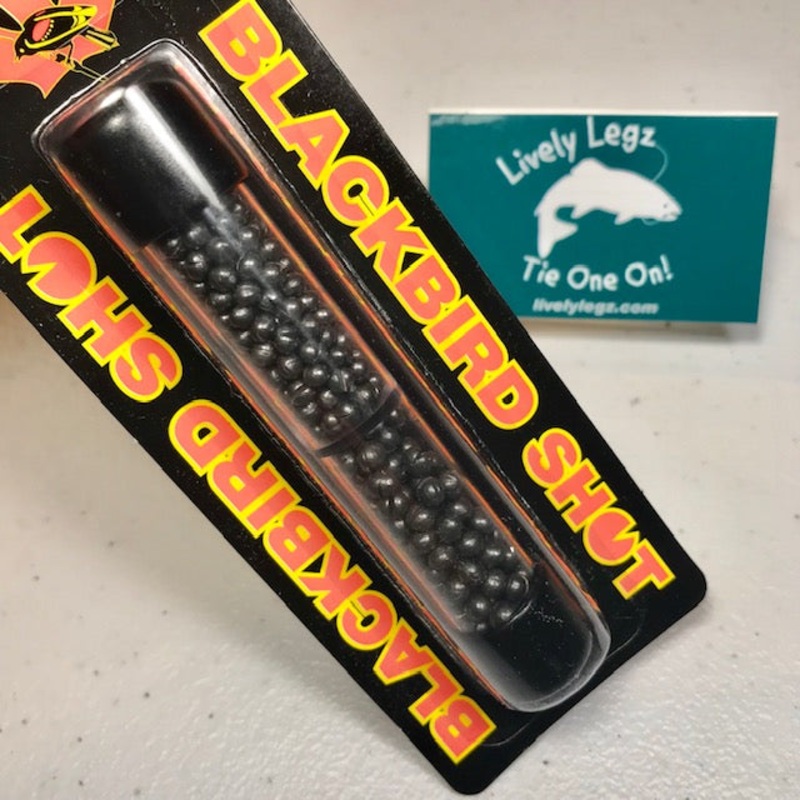 BLACKBIRD SHOT
BLACKBIRD SHOT
Lively Legz
Tie One On!
livelylegz.com